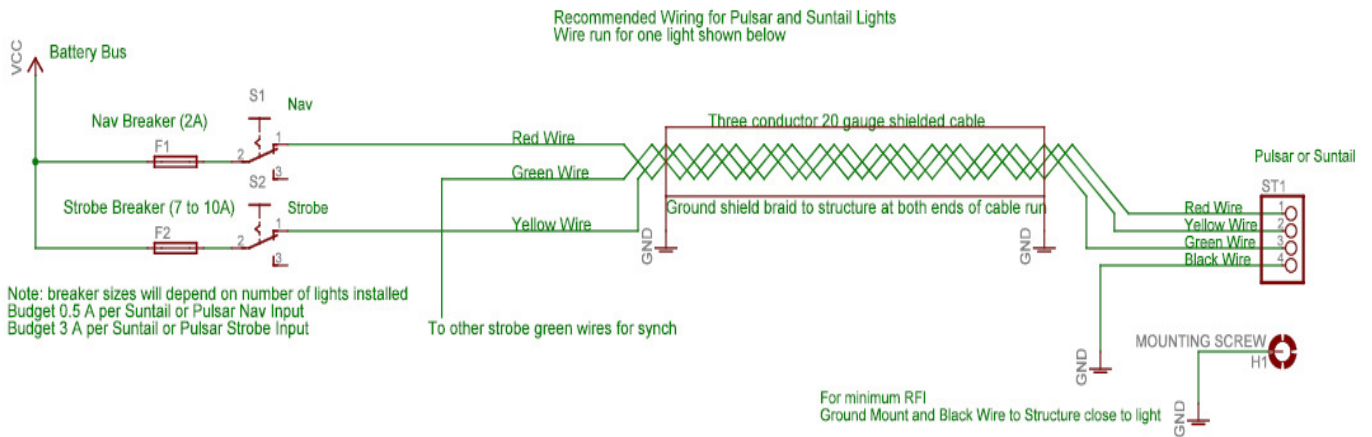 Recommended Wiring for Pulsar and Suntail Lights
Wire run for one light shown below
VCC
Battery Bus
S1
Nav
Nav Breaker (2A)
F1
2
1
3
Red Wire
Three conductor 20 gauge shielded cable
Green Wire
Pulsar or Suntail
S2
Strobe Breaker (7 to 10A)
Strobe
F2
2
1
3
Yellow Wire
Ground shield braid to structure at both ends of cable run
GND
GND
ST1
Red Wire
1
Yellow Wire
2
Green Wire
3
Black Wire
4
Note: breaker sizes will depend on number of lights installed
Budget 0.5 A per Suntail or Pulsar Nav Input
Budget 3 A per Suntail or Pulsar Strobe Input
To other strobe green wires for synch
GND
MOUNTING SCREW
H1
For minimum RFI
Ground Mount and Black Wire to Structure close to light
GND